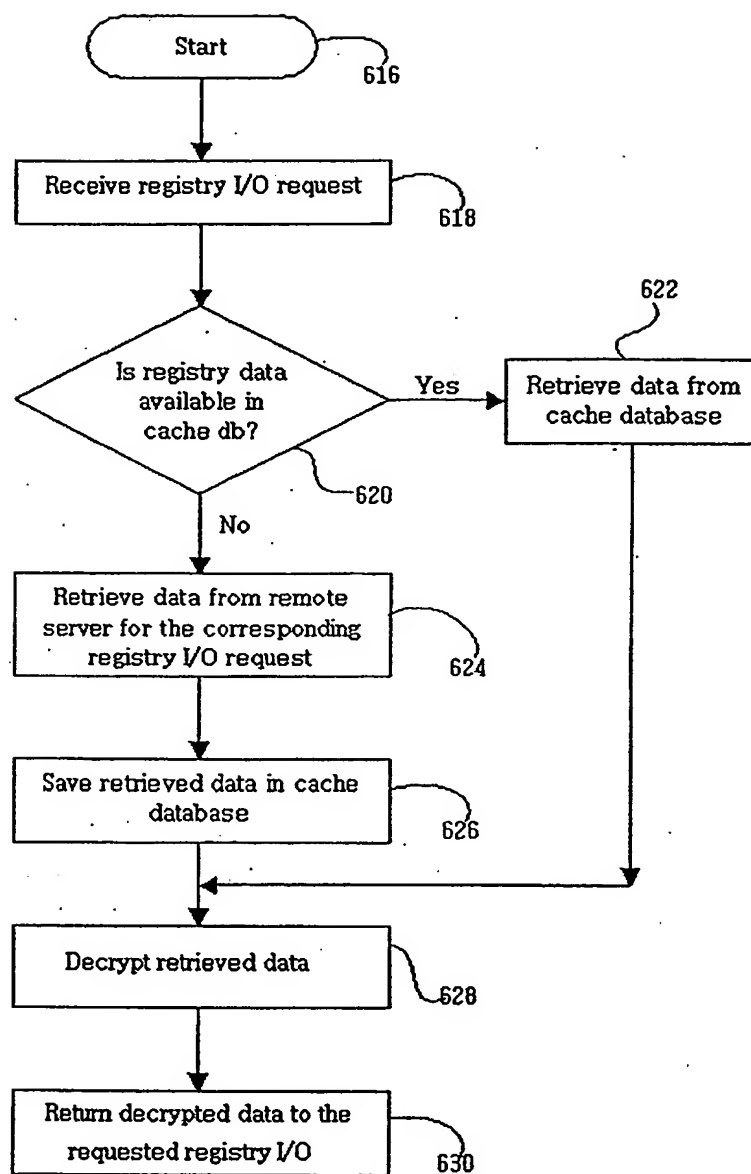 Start
616
Receive registry I/O request
618
622
Is registry data
available in
cache db?
Yes
Retrieve data from
cache database
620
No
Retrieve data from remote
server for the corresponding
registry I/O request
624
Save retrieved data in cache
database
626
Decrypt retrieved data
628
Return decrypted data to the
requested registry I/O
630